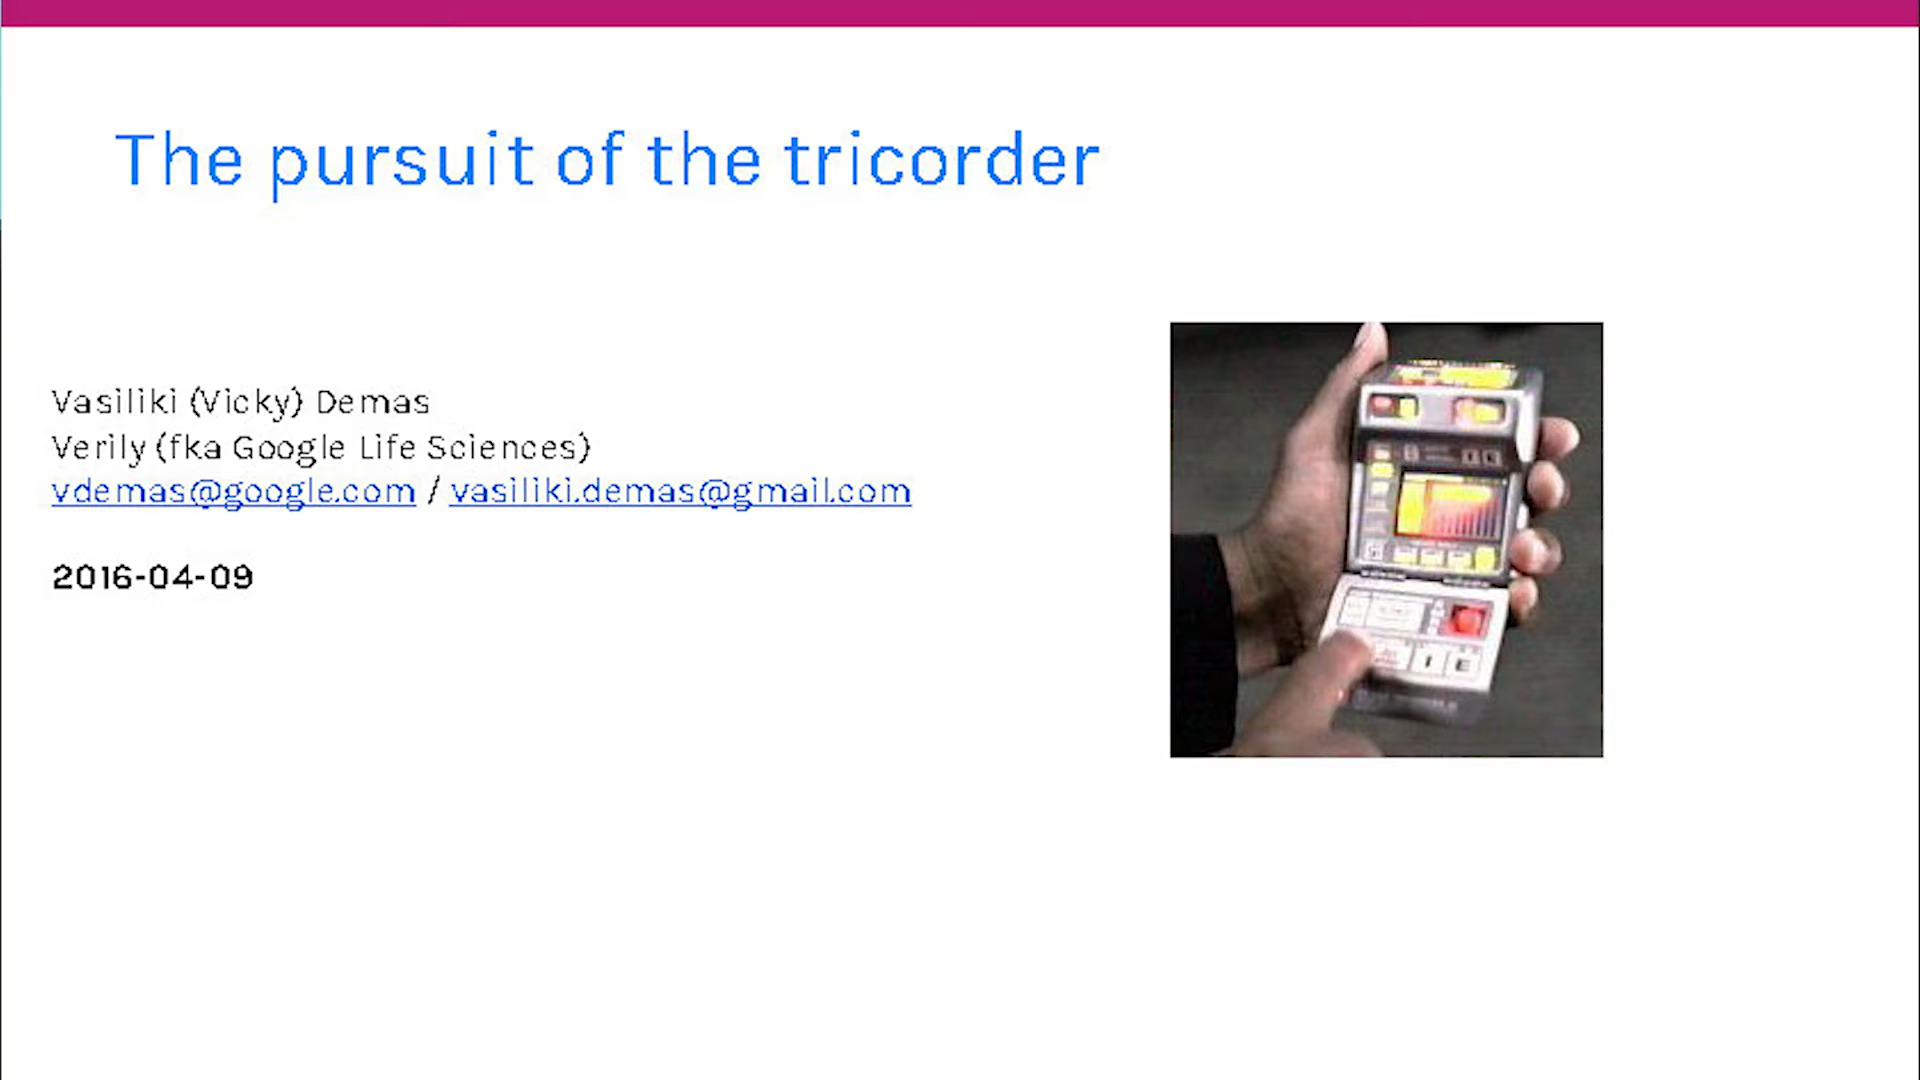 The pursuit of the tricorder
Vasiliki (Vicky) Demas
Verily (fka Google Life Sciences)
vdemas@google.com / vasiliki.demas@gmail.com
2016-04-09